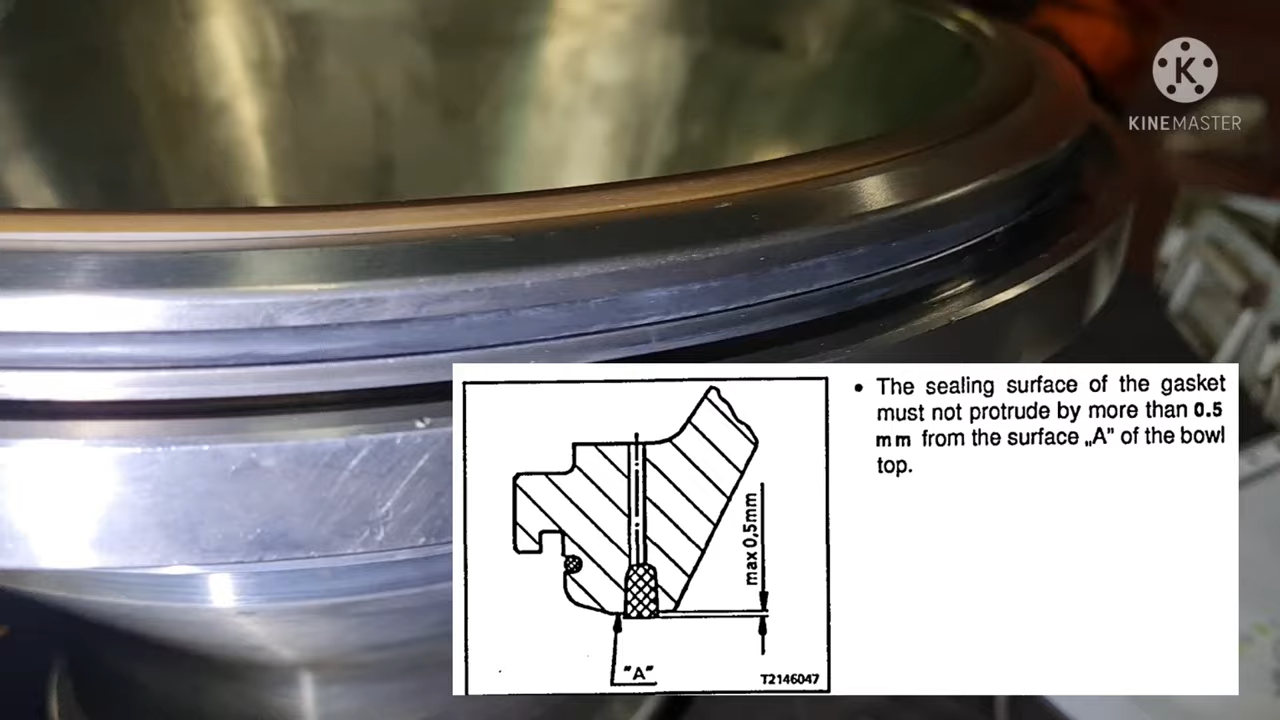 K
KINEMASTER
• The sealing surface of the gasket
must not protrude by more than 0.5
mm from the surface „A" of the bowl
top.
max 0,5mm
"A"
T2146047